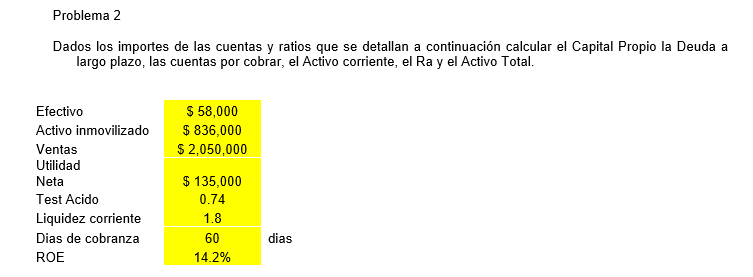 Problema 2
Dados los importes de las cuentas y ratios que se detallan a continuación calcular el Capital Propio la Deuda a
largo plazo, las cuentas por cobrar, el Activo corriente, el Ra y el Activo Total.
Efectivo $ 58,000
Activo inmovilizado $ 836,000
Ventas $ 2,050,000
Utilidad
Neta $ 135,000
Test Acido 0.74
Liquidez corriente 1.8
Dias de cobranza 60 dias
ROE 14.2%